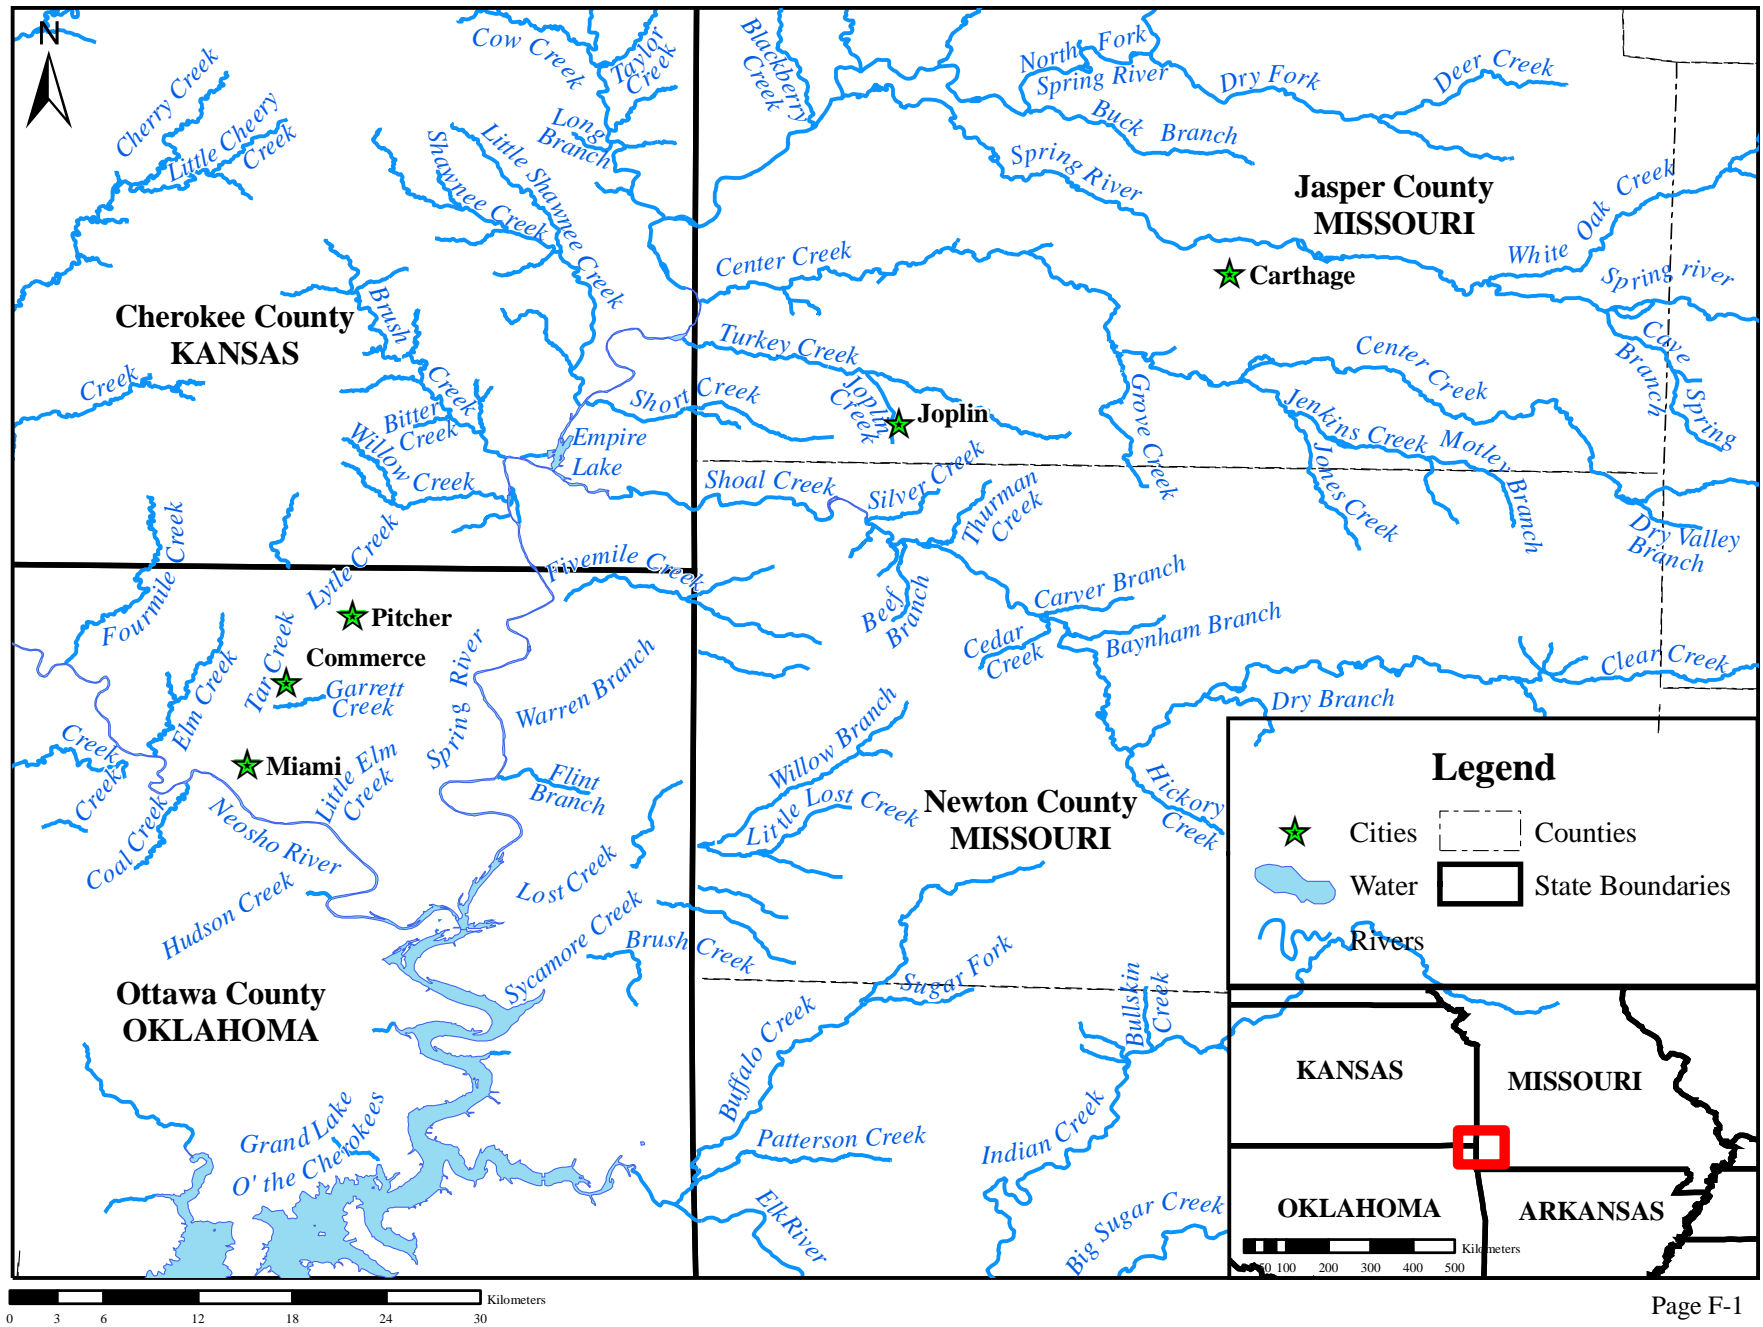 N
Cow Creek
Taylor
Creek
Blackberry
Creek
North Fork
Spring River
Dry Fork
Deer Creek
Cherry Creek
Little Cheery
Creek
Long
Branch
Buck Branch
Little Shawnee Creek
Shawnee Creek
Spring River
Jasper County
MISSOURI
White Oak Creek
Center Creek
Carthage
Spring river
Cherokee County
KANSAS
Brush
Creek
Turkey Creek
Center Creek
Cave
Spring
Branch
Creek
Short Creek
Joplin
Creek
Joplin
Grove Creek
Jenkins Creek
Motley
Branch
Bitter
Creek
Willow Creek
Empire
Lake
Shoal Creek
Silver Creek
Thurman
Creek
Jones Creek
Dry Valley
Branch
Fourmile Creek
Lytle Creek
Fivemile Creek
Beef
Branch
Carver Branch
Cedar
Creek
Baynham Branch
Clear Creek
Pitcher
Commerce
Tar Creek
Garrett
Creek
Elm Creek
Spring River
Warren Branch
Dry Branch
Creek
Creek
Miami
Little Elm
Creek
Flint
Branch
Willow Branch
Little Lost Creek
Newton County
MISSOURI
Hickory
Creek
Coal Creek
Neosho River
Lost Creek
Hudson Creek
Sycamore Creek
Brush Creek
Sugar Fork
Bullskin
Creek
Ottawa County
OKLAHOMA
Buffalo Creek
Grand Lake
O' the Cherokees
Patterson Creek
Indian Creek
Elk River
Big Sugar Creek
Legend
Cities
Counties
Water
State Boundaries
Rivers
KANSAS
MISSOURI
OKLAHOMA
ARKANSAS
Kilometers
50 100 200 300 400 500
Kilometers
0 3 6 12 18 24 30
Page F-1